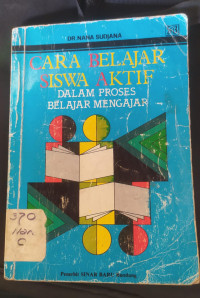 DR. NANA SUDJANA
CARA BELAJAR
SISWA AKTIF
DALAM PROSES
BELAJAR MENGAJAR
370
Nan.
C
Penerbit SINAR BARU Bandung